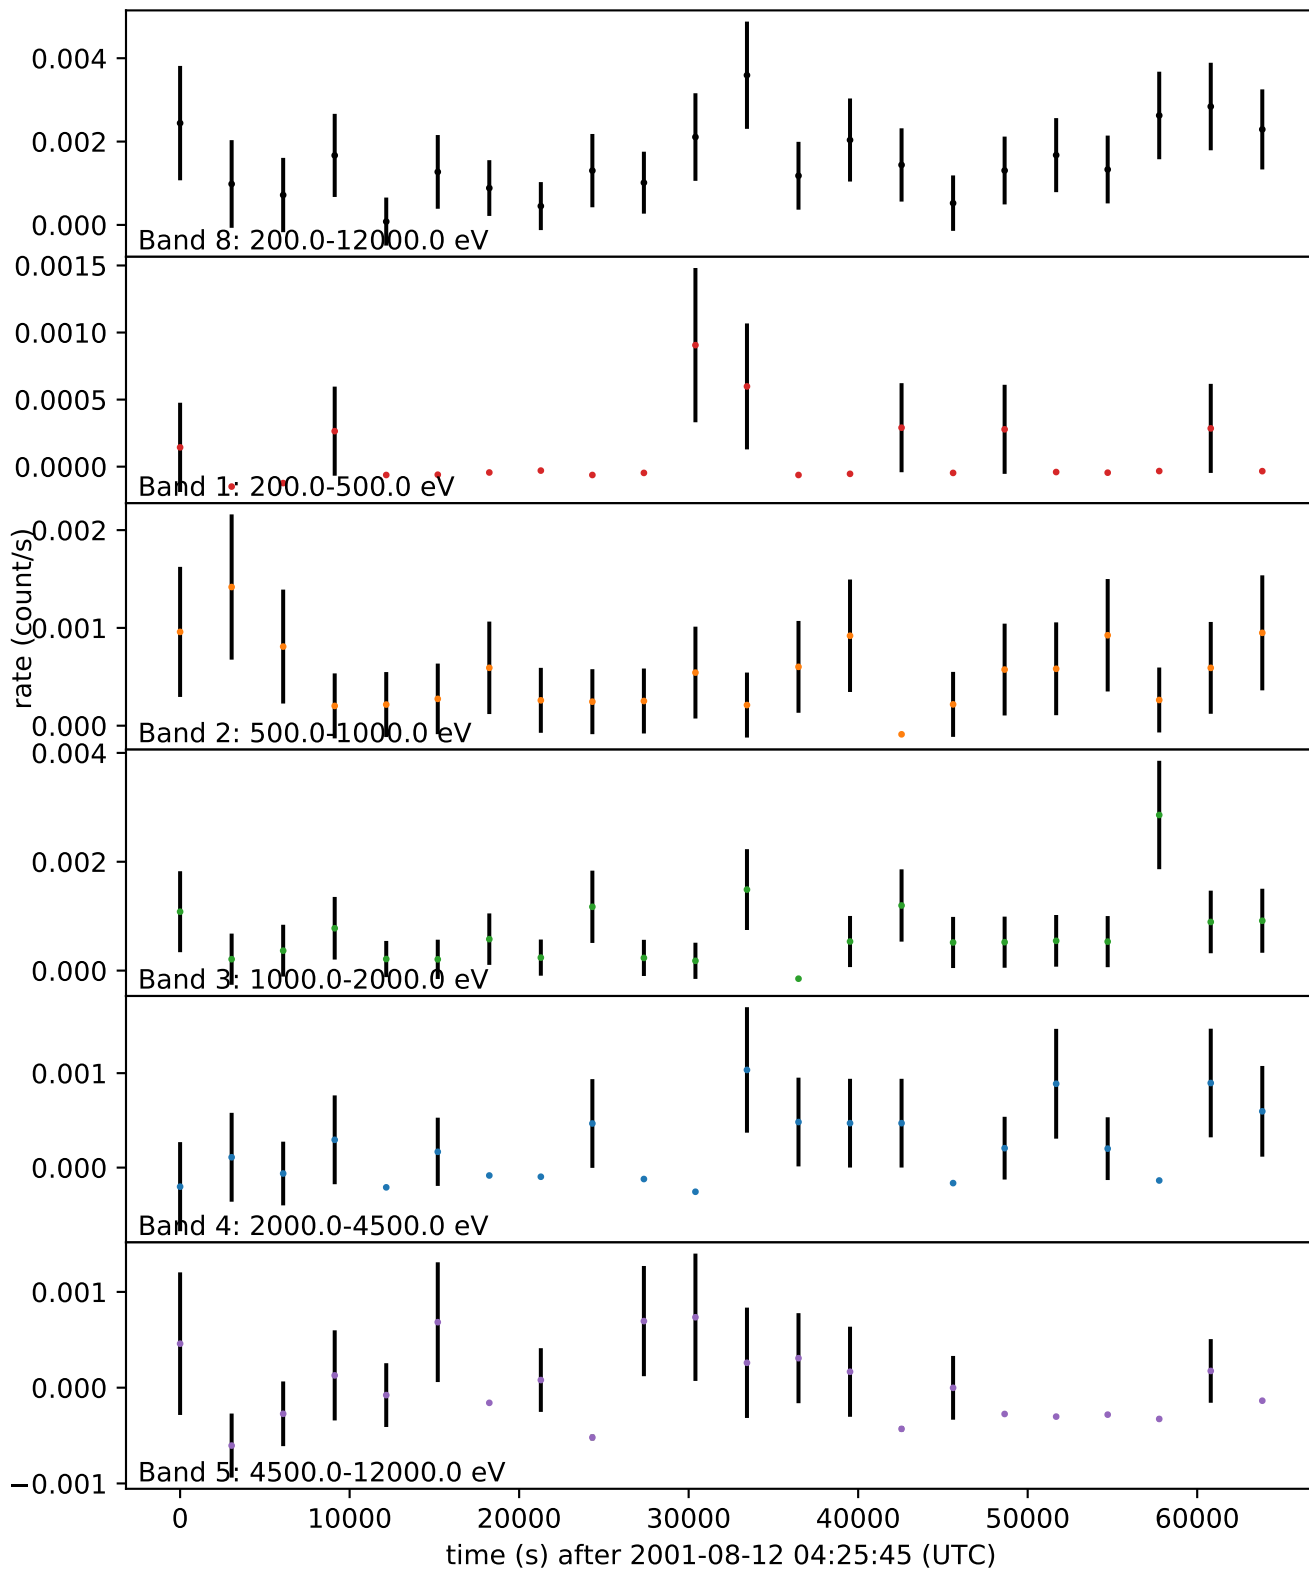 0.004
0.002
0.000
Band 8: 200.0-12000.0 eV
0.0015
0.0010
0.0005
0.0000
Band 1: 200.0-500.0 eV
rate (count/s)
0.002
0.001
0.000
Band 2: 500.0-1000.0 eV
0.004
0.002
0.000
Band 3: 1000.0-2000.0 eV
0.001
0.000
Band 4: 2000.0-4500.0 eV
0.001
0.000
−0.001
Band 5: 4500.0-12000.0 eV
0 10000 20000 30000 40000 50000 60000
time (s) after 2001-08-12 04:25:45 (UTC)